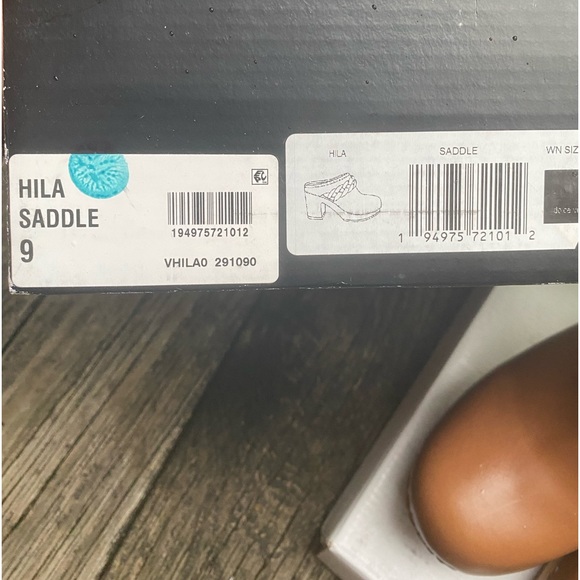 HILA
SADDLE
9
194975721012
VHILA0 291090
HILA
SADDLE
WN SIZ
1 94975 72101 2